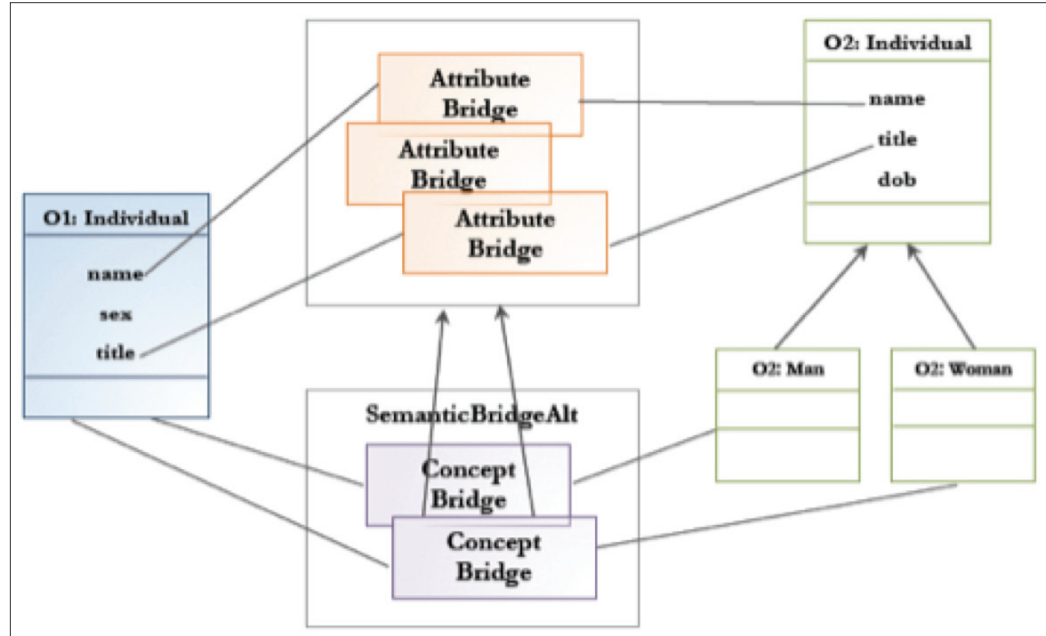 O1: Individual
name
sex
title
Attribute
Bridge
Attribute
Bridge
Attribute
Bridge
SemanticBridgeAlt
Concept
Bridge
Concept
Bridge
O2: Individual
name
title
dob
O2: Man
O2: Woman